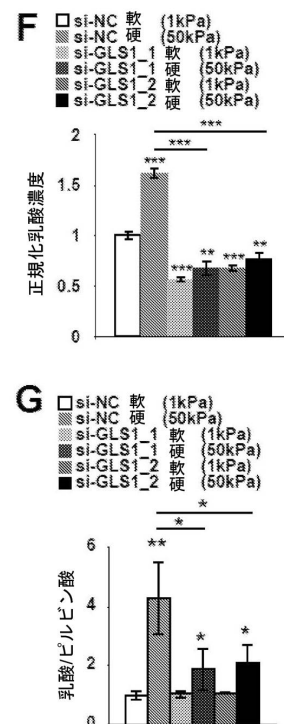 F
si-NC 軟 (1kPa)
si-NC 硬 (50kPa)
si-GLS1_1 軟 (1kPa)
si-GLS1_1 硬 (50kPa)
si-GLS1_2 軟 (1kPa)
si-GLS1_2 硬 (50kPa)
***
***
2
***
1.5
1
*** ** *** **
0.5
0
正規化乳酸濃度
G
si-NC 軟 (1kPa)
si-NC 硬 (50kPa)
si-GLS1_1 軟 (1kPa)
si-GLS1_1 硬 (50kPa)
si-GLS1_2 軟 (1kPa)
si-GLS1_2 硬 (50kPa)
*
*
6
**
4
* *
2
0
乳酸/ピルビン酸